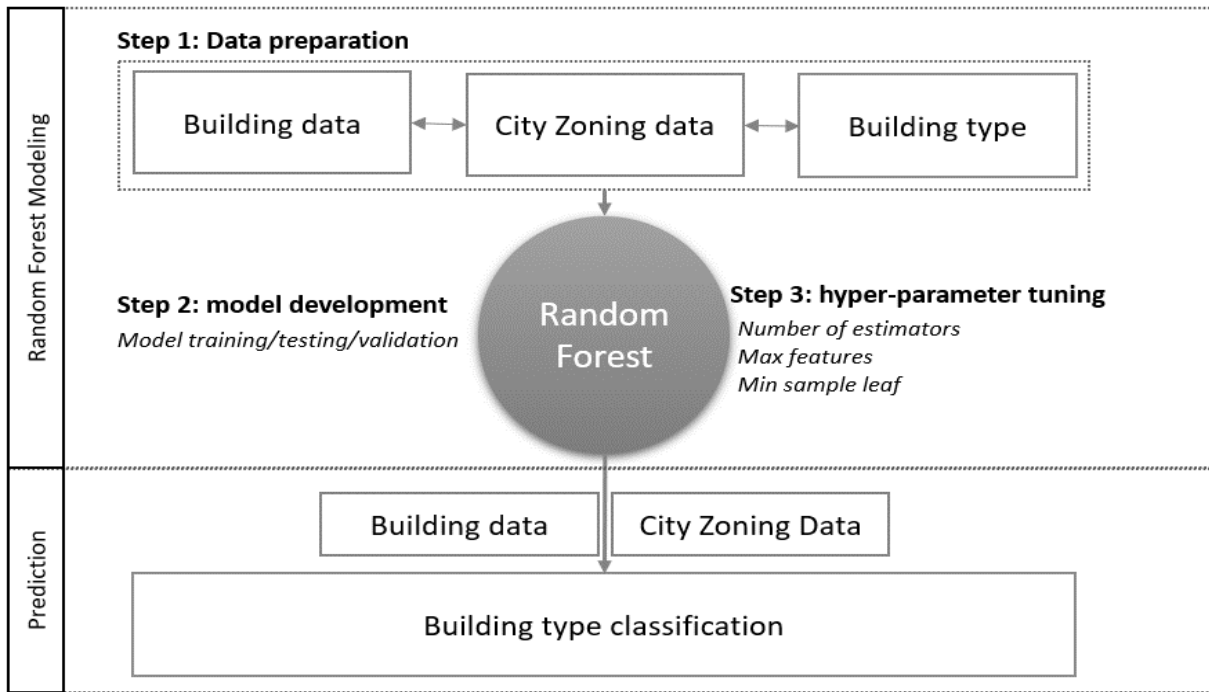 Random Forest Modeling
Step 1: Data preparation
Building data
City Zoning data
Building type
Step 2: model development
Model training/testing/validation
Random
Forest
Step 3: hyper-parameter tuning
Number of estimators
Max features
Min sample leaf
Prediction
Building data
City Zoning Data
Building type classification